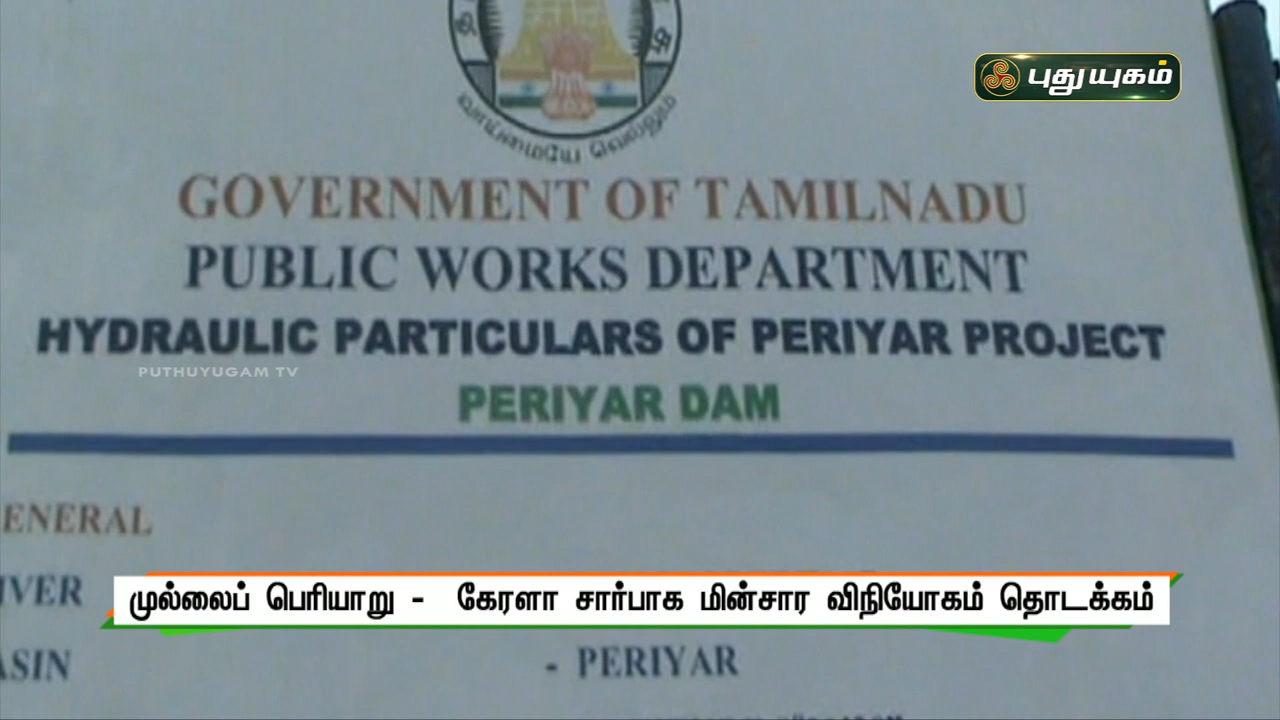 புதுயுகம்
வாய்மையே வெல்லும்
GOVERNMENT OF TAMILNADU
PUBLIC WORKS DEPARTMENT
HYDRAULIC PARTICULARS OF PERIYAR PROJECT
PUTHUYUGAM TV
PERIYAR DAM
ENERAL
IVER
முல்லைப் பெரியாறு - கேரளா சார்பாக மின்சார விநியோகம் தொடக்கம்
ASIN - PERIYAR